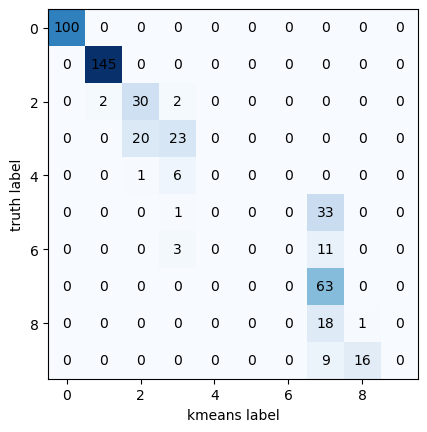 0 100 0 0 0 0 0 0 0 0 0
0 145 0 0 0 0 0 0 0 0
2 0 2 30 2 0 0 0 0 0 0
0 0 20 23 0 0 0 0 0 0
4 0 0 1 6 0 0 0 0 0 0
0 0 0 1 0 0 0 33 0 0
6 0 0 0 3 0 0 0 11 0 0
0 0 0 0 0 0 0 63 0 0
8 0 0 0 0 0 0 0 18 1 0
0 0 0 0 0 0 0 9 16 0
0 2 4 6 8
kmeans label
truth label